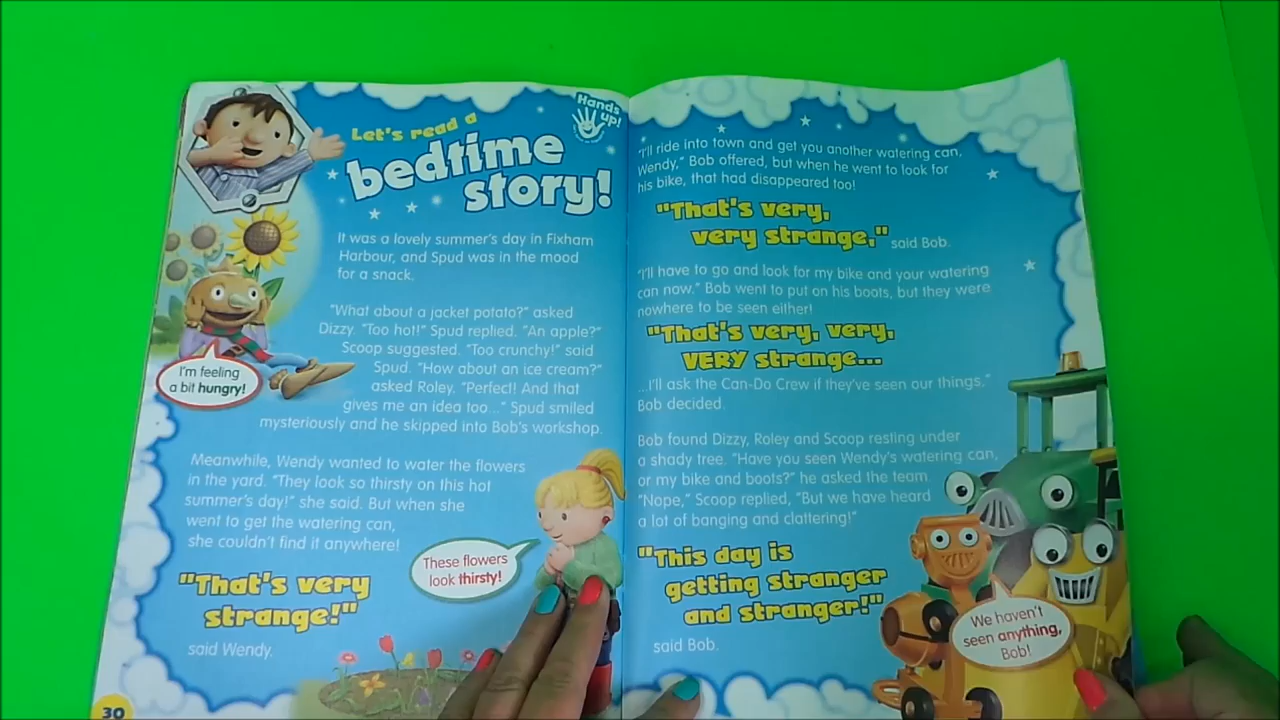 Let's read a
bedtime
story!
Hands
up!
It was a lovely summer's day in Fixham
Harbour, and Spud was in the mood
for a snack.
"What about a jacket potato?" asked
Dizzy. "Too hot!" Spud replied. "An apple?"
Scoop suggested. "Too crunchy!" said
Spud. "How about an ice cream?"
asked Roley. "Perfect! And that
gives me an idea too..." Spud smiled
mysteriously and he skipped into Bob's workshop.
I'm feeling
a bit hungry!
Meanwhile, Wendy wanted to water the flowers
in the yard. "They look so thirsty on this hot
summer's day!" she said. But when she
went to get the watering can,
she couldn't find it anywhere!
These flowers
look thirsty!
"That's very
strange!"
said Wendy.
30
"I'll ride into town and get you another watering can,
Wendy," Bob offered, but when he went to look for
his bike, that had disappeared too!
"That's very,
very strange,"
said Bob.
"I'll have to go and look for my bike and your watering
can now." Bob went to put on his boots, but they were
nowhere to be seen either!
"That's very, very,
VERY strange...
...I'll ask the Can-Do Crew if they've seen our things,"
Bob decided.
Bob found Dizzy, Roley and Scoop resting under
a shady tree. "Have you seen Wendy's watering can,
or my bike and boots?" he asked the team
"Nope," Scoop replied, "But we have heard
a lot of banging and clattering!"
"This day is
getting stranger
and stranger!"
said Bob.
We haven't
seen anything,
Bob!